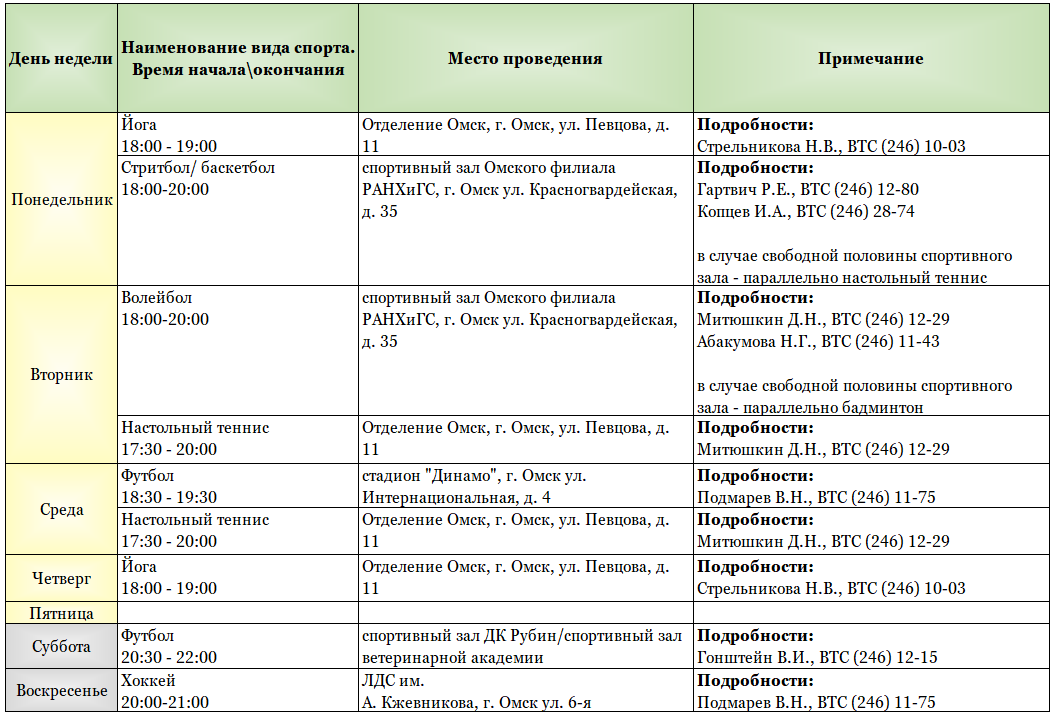 День недели
Наименование вида спорта.
Время начала\окончания
Место проведения
Примечание
Понедельник
Йога
18:00 - 19:00
Отделение Омск, г. Омск, ул. Певцова, д.
11
Подробности:
Стрельникова Н.В., ВТС (246) 10-03
Стритбол/ баскетбол
18:00-20:00
спортивный зал Омского филиала
РАНХиГС, г. Омск ул. Красногвардейская,
д. 35
Подробности:
Гартвич Р.Е., ВТС (246) 12-80
Копцев И.А., ВТС (246) 28-74
в случае свободной половины спортивного
зала - параллельно настольный теннис
Вторник
Волейбол
18:00-20:00
спортивный зал Омского филиала
РАНХиГС, г. Омск ул. Красногвардейская,
д. 35
Подробности:
Митюшкин Д.Н., ВТС (246) 12-29
Абакумова Н.Г., ВТС (246) 11-43
в случае свободной половины спортивного
зала - параллельно бадминтон
Настольный теннис
17:30 - 20:00
Отделение Омск, г. Омск, ул. Певцова, д.
11
Подробности:
Митюшкин Д.Н., ВТС (246) 12-29
Среда
Футбол
18:30 - 19:30
стадион "Динамо", г. Омск ул.
Интернациональная, д. 4
Подробности:
Подмарев В.Н., ВТС (246) 11-75
Настольный теннис
17:30 - 20:00
Отделение Омск, г. Омск, ул. Певцова, д.
11
Подробности:
Митюшкин Д.Н., ВТС (246) 12-29
Четверг
Йога
18:00 - 19:00
Отделение Омск, г. Омск, ул. Певцова, д.
11
Подробности:
Стрельникова Н.В., ВТС (246) 10-03
Пятница
Суббота
Футбол
20:30 - 22:00
спортивный зал ДК Рубин/спортивный зал
ветеринарной академии
Подробности:
Гонштейн В.И., ВТС (246) 12-15
Воскресенье
Хоккей
20:00-21:00
ЛДС им.
А. Кжевникова, г. Омск ул. 6-я
Подробности:
Подмарев В.Н., ВТС (246) 11-75